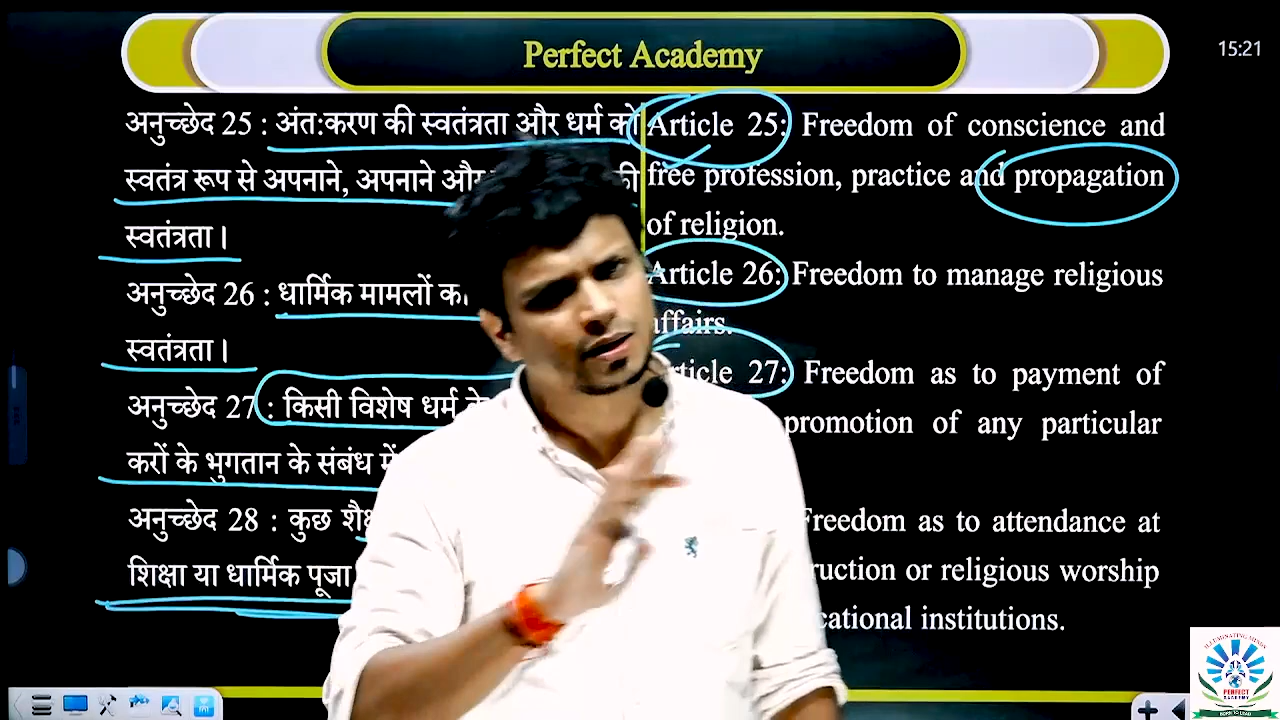 Perfect Academy
15:21
अनुच्छेद 25 : अंत:करण की स्वतंत्रता और धर्म को
स्वतंत्र रूप से अपनाने, अपनाने और की
स्वतंत्रता।
अनुच्छेद 26 : धार्मिक मामलों
स्वतंत्रता।
अनुच्छेद 27 : किसी विशेष धर्म
करों के भुगतान के संबंध में
अनुच्छेद 28 : कुछ
शिक्षा या धार्मिक पूजा
Article 25: Freedom of conscience and
free profession, practice and propagation
of religion.
Article 26: Freedom to manage religious
affairs.
Article 27: Freedom as to payment of
promotion of any particular
Freedom as to attendance at
or religious worship
institutions.
PERFECT
ACADEMY